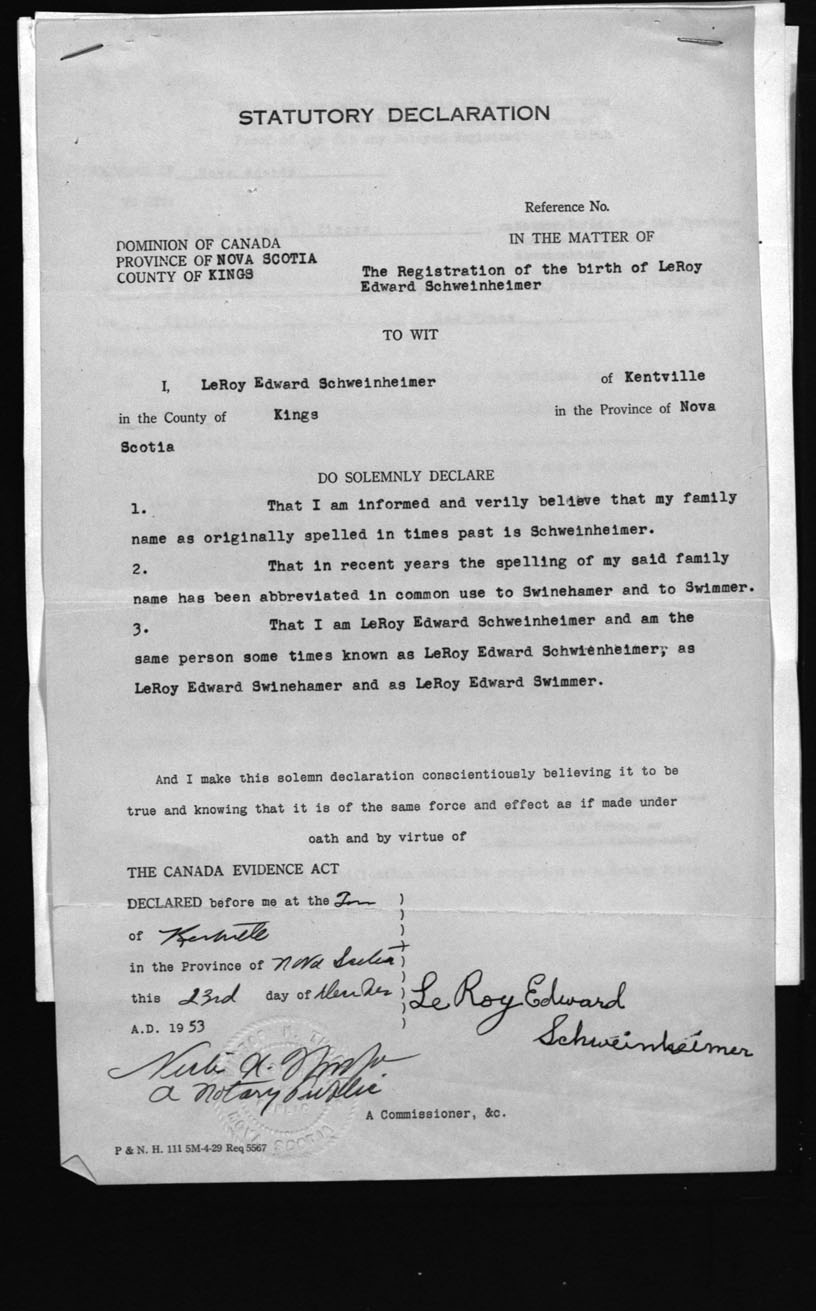 STATUTORY DECLARATION
Reference No.
DOMINION OF CANADA
PROVINCE OF NOVA SCOTIA
COUNTY OF KINGS
IN THE MATTER OF
The Registration of the birth of LeRoy
Edward Schweinheimer
TO WIT
I, LeRoy Edward Schweinheimer of Kentville
in the County of Kings in the Province of Nova
Scotia
DO SOLEMNLY DECLARE
1. That I am informed and verily believe that my family
name as originally spelled in times past is Schweinheimer.
2. That in recent years the spelling of my said family
name has been abbreviated in common use to Swinehamer and to Swimmer.
3. That I am LeRoy Edward Schweinheimer and am the
same person some times known as LeRoy Edward Schwienheimer, as
LeRoy Edward Swinehamer and as LeRoy Edward Swimmer.
And I make this solemn declaration conscientiously believing it to be
true and knowing that it is of the same force and effect as if made under
oath and by virtue of
THE CANADA EVIDENCE ACT
DECLARED before me at the
of Kentville
in the Province of Nova Scotia
this 23rd day of
A.D. 1953
LeRoy Edward
Schweinheimer
a Notary Public
A Commissioner, &c.
P & N. H. 111 5M-4-29 Req 5567